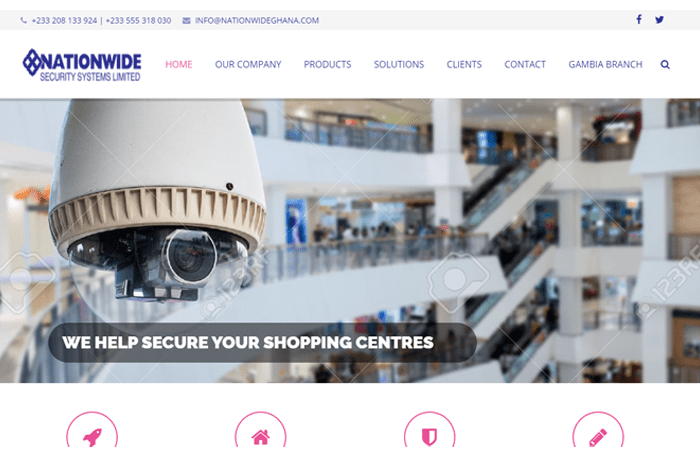 +233 208 133 924 | +233 555 318 030 INFO@NATIONWIDEGHANA.COM
NATIONWIDE
SECURITY SYSTEMS LIMITED
HOME OUR COMPANY PRODUCTS SOLUTIONS CLIENTS CONTACT GAMBIA BRANCH
123RF
WE HELP SECURE YOUR SHOPPING CENTRES